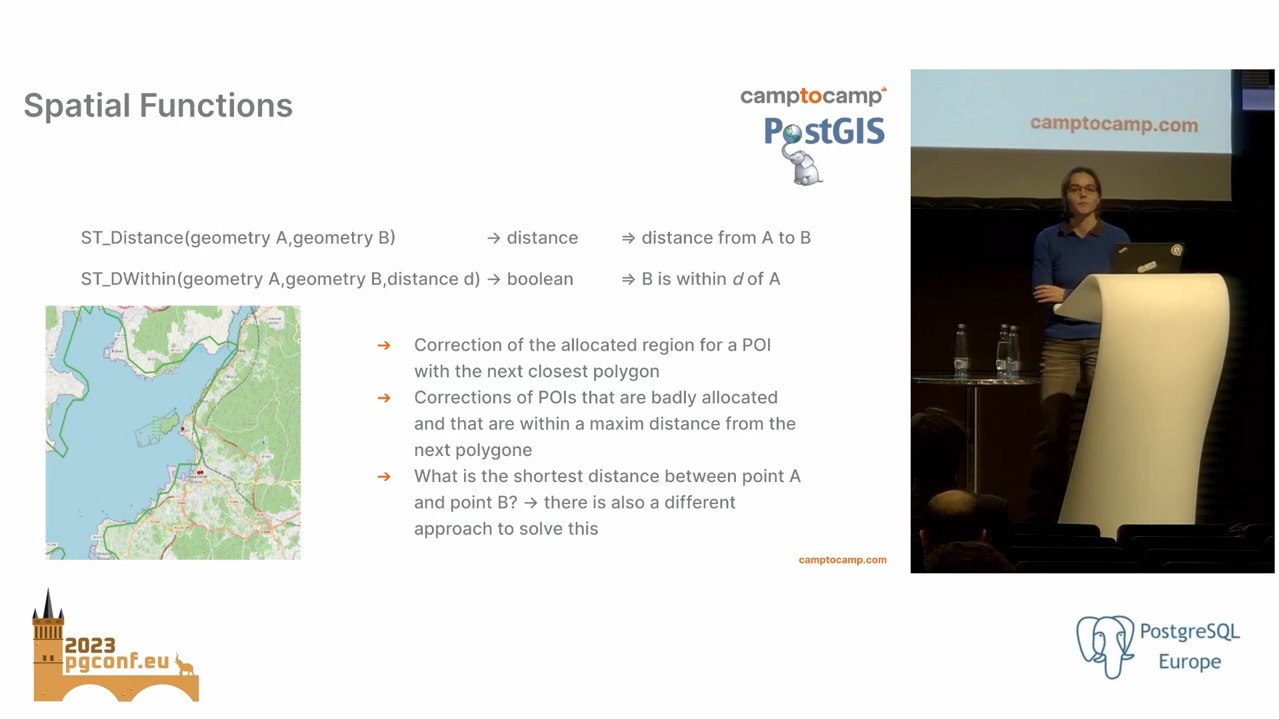 Spatial Functions
camptocamp
PostGIS
camptocamp.com
ST_Distance(geometry A,geometry B) → distance ⇒ distance from A to B
ST_DWithin(geometry A,geometry B,distance d) → boolean ⇒ B is within d of A
➔ Correction of the allocated region for a POI
with the next closest polygon
➔ Corrections of POIs that are badly allocated
and that are within a maxim distance from the
next polygone
➔ What is the shortest distance between point A
and point B? → there is also a different
approach to solve this
camptocamp.com
2023
pgconf.eu
PostgreSQL
Europe